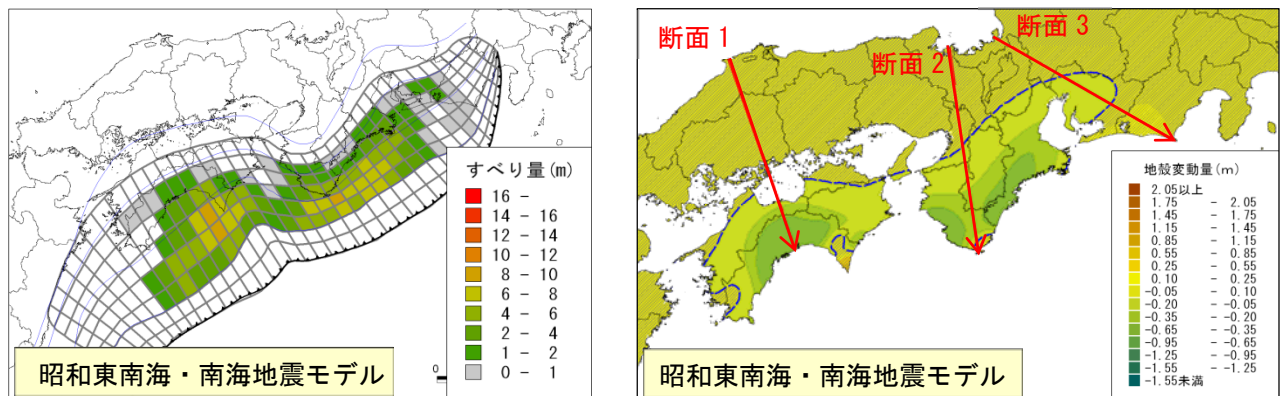 すべり量(m)
16 -
14 - 16
12 - 14
10 - 12
8 - 10
6 - 8
4 - 6
2 - 4
1 - 2
0 - 1
0
昭和東南海・南海地震モデル
断面 1
断面 2
断面 3
地殻変動量(m)
2.05以上
1.75 - 2.05
1.45 - 1.75
1.15 - 1.45
0.85 - 1.15
0.55 - 0.85
0.25 - 0.55
0.10 - 0.25
-0.05 - 0.10
-0.20 - -0.05
-0.35 - -0.20
-0.65 - -0.35
-0.95 - -0.65
-1.25 - -0.95
-1.55 - -1.25
-1.55未満
昭和東南海・南海地震モデル